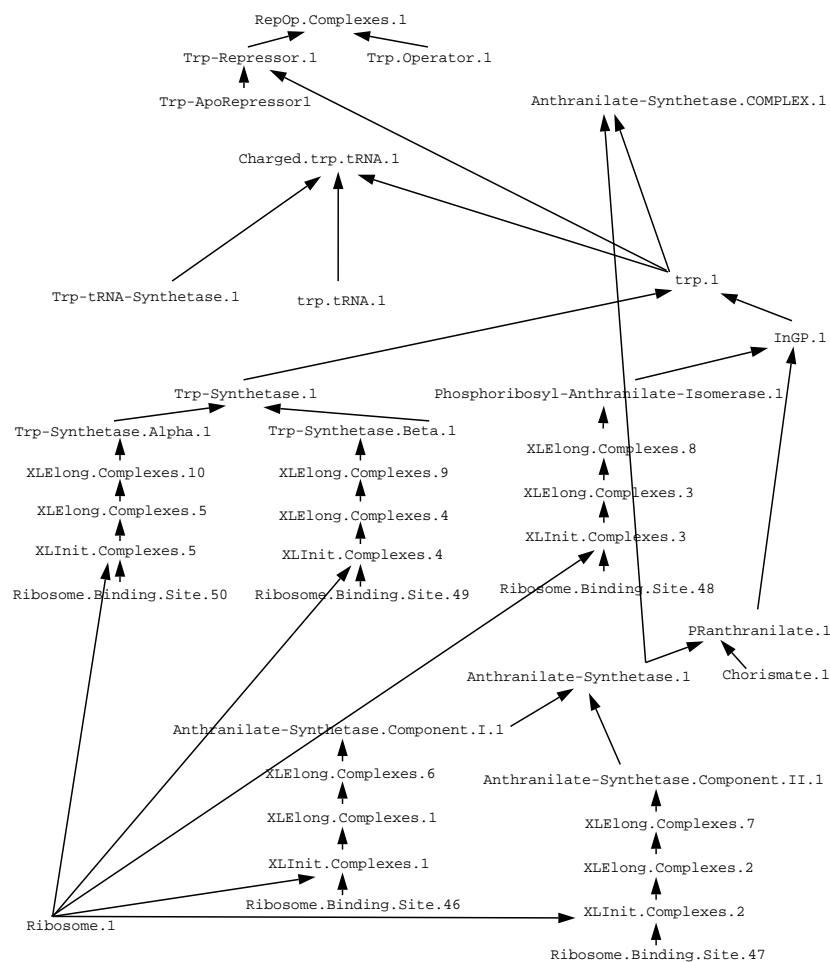 RepOp.Complexes.1
Trp-Repressor.1
Trp.Operator.1
Trp-ApoRepressor1
Anthranilate-Synthetase.COMPLEX.1
Charged.trp.tRNA.1
trp.1
Trp-tRNA-Synthetase.1
trp.tRNA.1
InGP.1
Trp-Synthetase.1
Phosphoribosyl-Anthranilate-Isomerase.1
Trp-Synthetase.Alpha.1
Trp-Synthetase.Beta.1
XLElong.Complexes.8
XLElong.Complexes.10
XLElong.Complexes.9
XLElong.Complexes.3
XLElong.Complexes.5
XLElong.Complexes.4
XLInit.Complexes.3
XLInit.Complexes.5
XLInit.Complexes.4
Ribosome.Binding.Site.48
Ribosome.Binding.Site.50
Ribosome.Binding.Site.49
PRanthranilate.1
Anthranilate-Synthetase.1
Chorismate.1
Anthranilate-Synthetase.Component.I.1
XLElong.Complexes.6
Anthranilate-Synthetase.Component.II.1
XLElong.Complexes.1
XLElong.Complexes.7
XLInit.Complexes.1
XLElong.Complexes.2
Ribosome.Binding.Site.46
XLInit.Complexes.2
Ribosome.1
Ribosome.Binding.Site.47